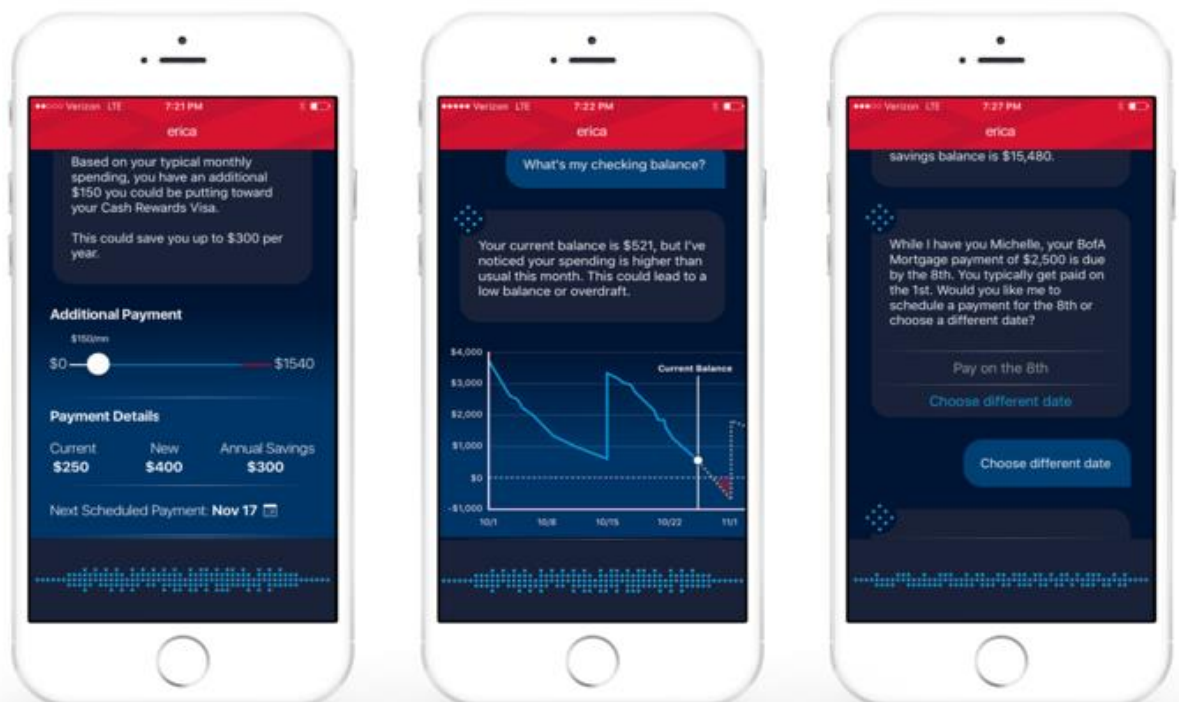 Verizon LTE 7:21 PM
erica
Based on your typical monthly
spending, you have an additional
$150 you could be putting toward
your Cash Rewards Visa.
This could save you up to $300 per
year.
Additional Payment
$150/mn
$0 $1540
Payment Details
Current New Annual Savings
$250 $400 $300
Next Scheduled Payment: Nov 17
Verizon LTE 7:22 PM
erica
What's my checking balance?
Your current balance is $521, but I've
noticed your spending is higher than
usual this month. This could lead to a
low balance or overdraft.
$4,000
Current Balance
$3,000
$2,000
$1,000
$0
-$1,000
10/1 10/8 10/15 10/22 11/1
Verizon LTE 7:27 PM
erica
savings balance is $15,480.
While I have you Michelle, your BofA
Mortgage payment of $2,500 is due
by the 8th. You typically get paid on
the 1st. Would you like me to
schedule a payment for the 8th or
choose a different date?
Pay on the 8th
Choose different date
Choose different date